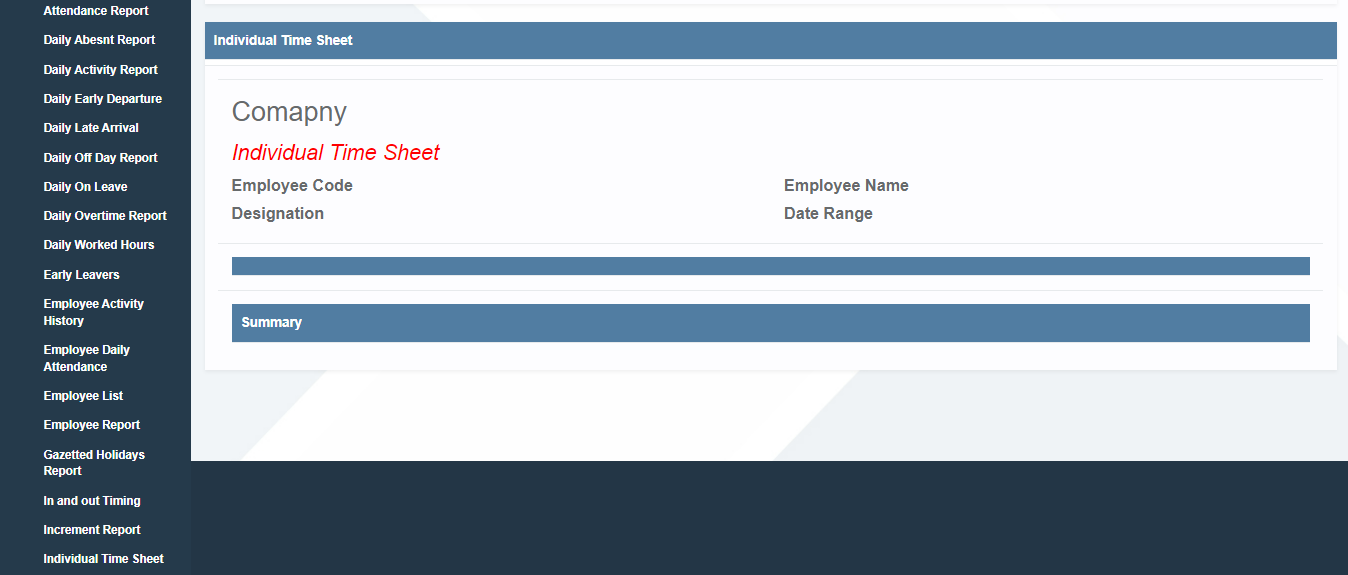 Attendance Report
Daily Abesnt Report
Daily Activity Report
Daily Early Departure
Daily Late Arrival
Daily Off Day Report
Daily On Leave
Daily Overtime Report
Daily Worked Hours
Early Leavers
Employee Activity
History
Employee Daily
Attendance
Employee List
Employee Report
Gazetted Holidays
Report
In and out Timing
Increment Report
Individual Time Sheet
Individual Time Sheet
Comapny
Individual Time Sheet
Employee Code
Employee Name
Designation
Date Range
Summary